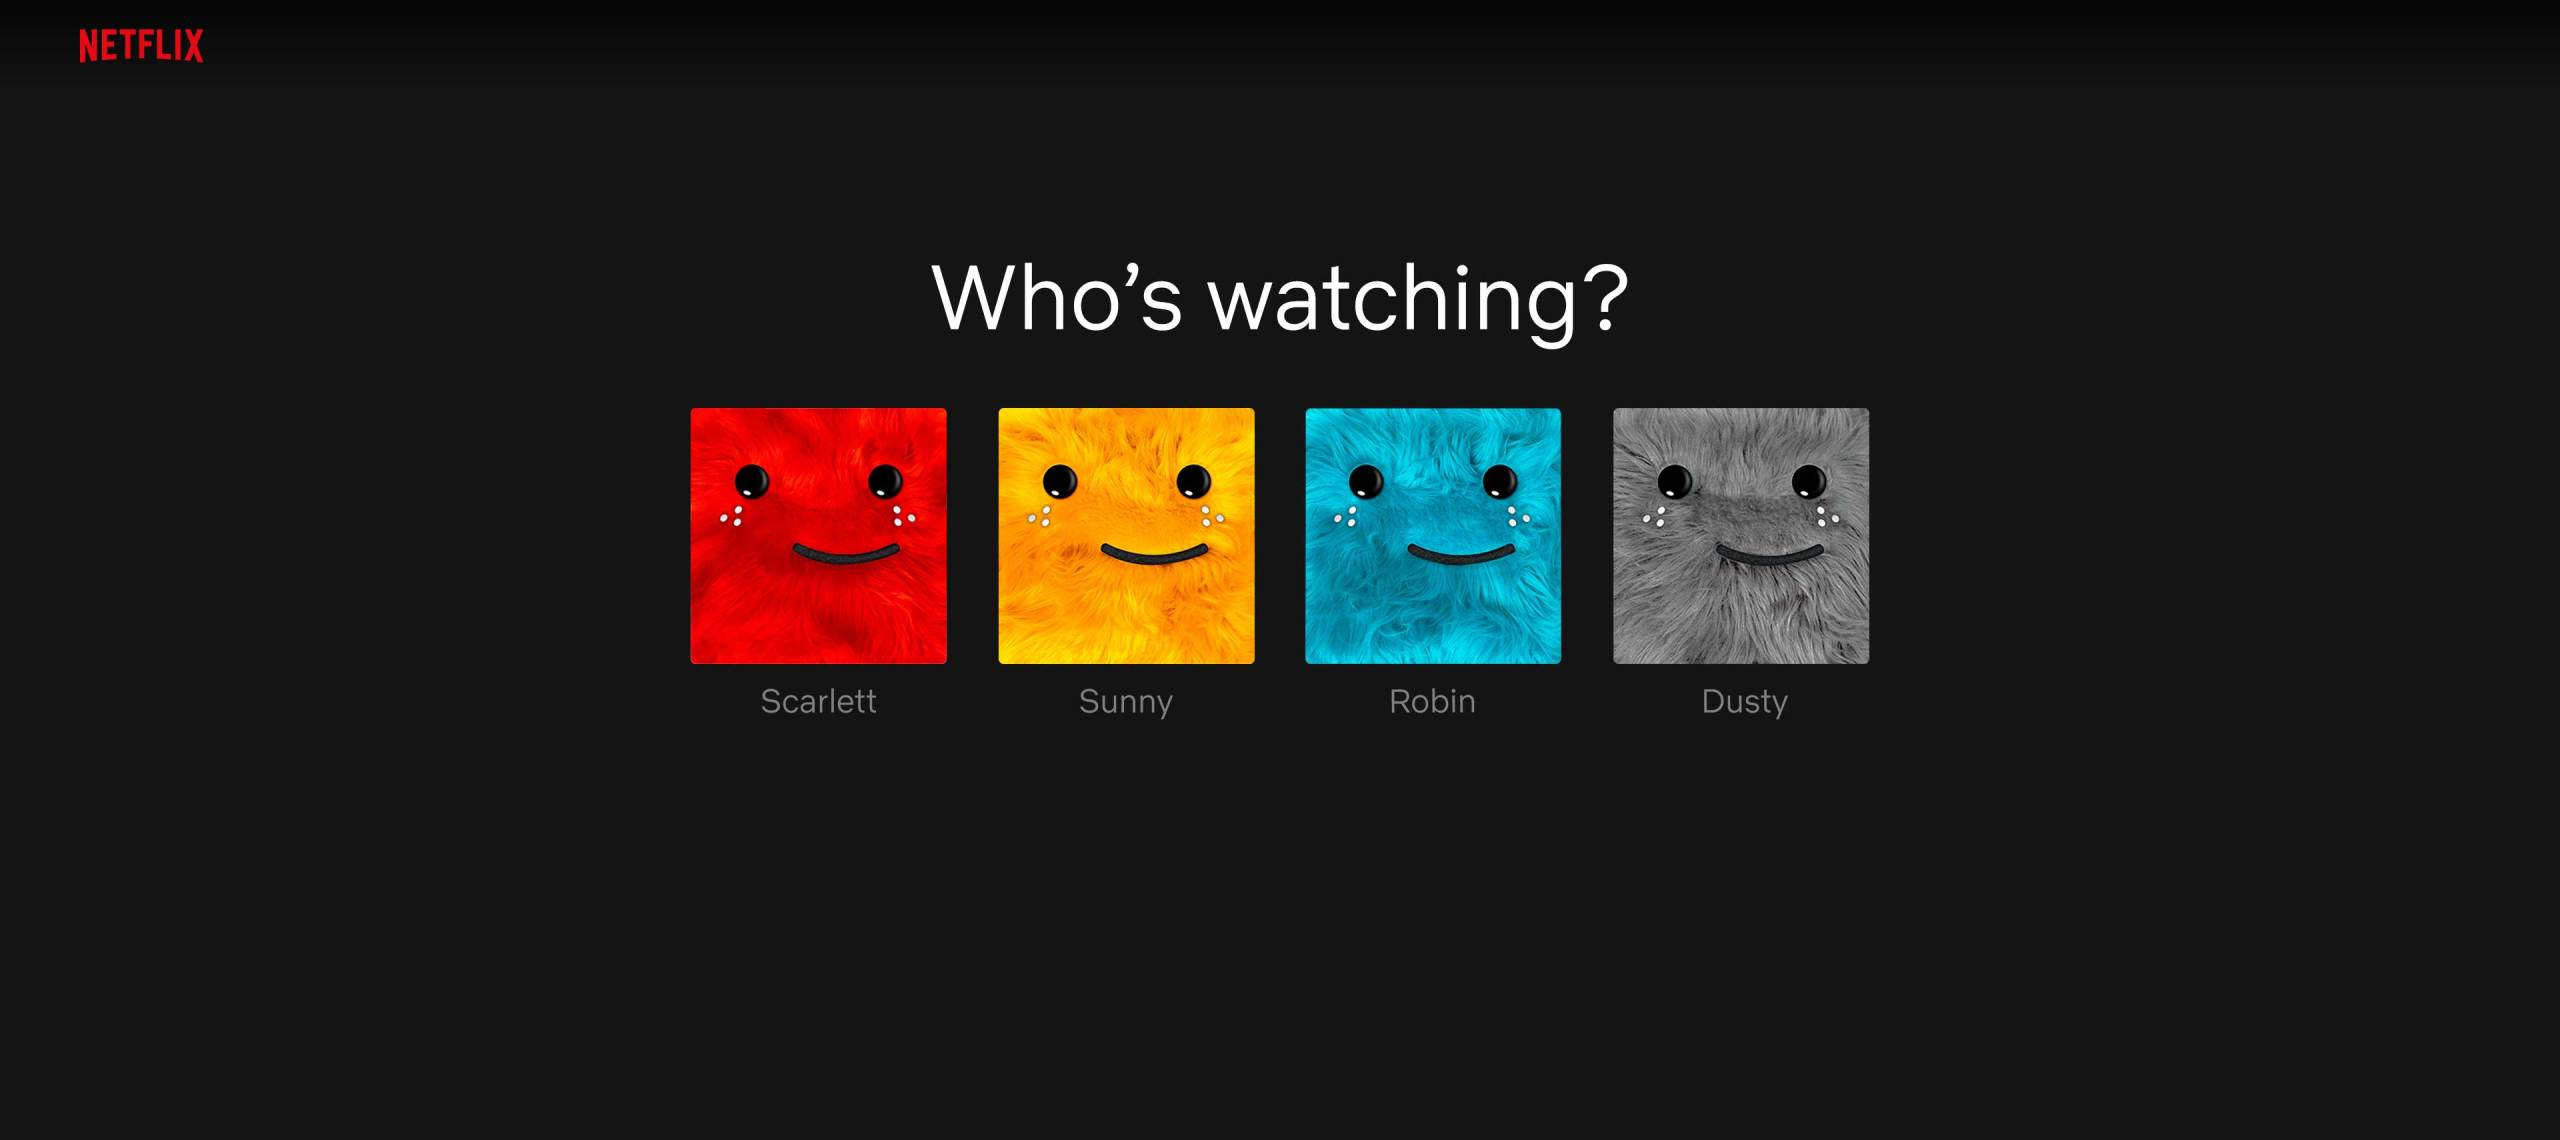 NETFLIX
Who’s watching?
Scarlett
Sunny
Robin
Dusty